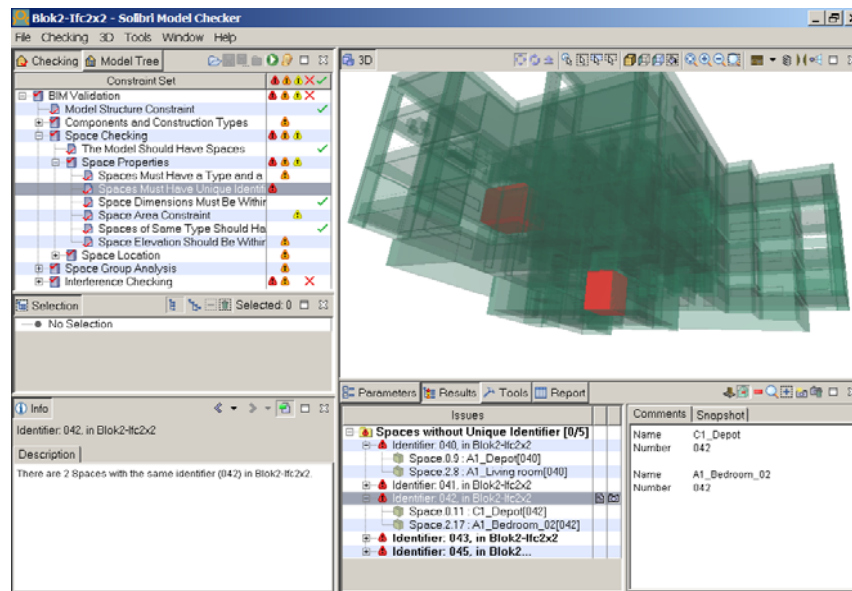 Blok2-Ifc2x2 - Solibri Model Checker
File Checking 3D Tools Window Help
Checking Model Tree
Constraint Set
BIM Validation
Model Structure Constraint
Components and Construction Types
Space Checking
The Model Should Have Spaces
Space Properties
Spaces Must Have a Type and a
Spaces Must Have Unique Identifi
Space Dimensions Must Be Within
Space Area Constraint
Spaces of Same Type Should Ha
Space Elevation Should Be Within
Space Location
Space Group Analysis
Interference Checking
Selection Selected: 0
No Selection
Info
Identifier: 042, in Blok2-Ifc2x2
Description
There are 2 Spaces with the same identifier (042) in Blok2-Ifc2x2.
3D
Parameters Results Tools Report
Issues
Spaces without Unique Identifier [0/5]
Identifier: 040, in Blok2-Ifc2x2
Space.0.9 : A1_Depot[040]
Space.2.8 : A1_Living room[040]
Identifier: 041, in Blok2-Ifc2x2
Identifier: 042, in Blok2-Ifc2x2
Space.0.11 : C1_Depot[042]
Space.2.17 : A1_Bedroom_02[042]
Identifier: 043, in Blok2-Ifc2x2
Identifier: 045, in Blok2...
Comments Snapshot
Name C1_Depot
Number 042
Name A1_Bedroom_02
Number 042